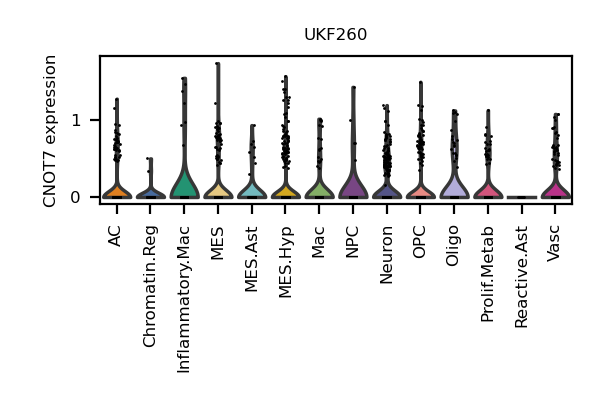 UKF260
CNOT7 expression
1
0
AC
Chromatin.Reg
Inflammatory.Mac
MES
MES.Ast
MES.Hyp
Mac
NPC
Neuron
OPC
Oligo
Prolif.Metab
Reactive.Ast
Vasc